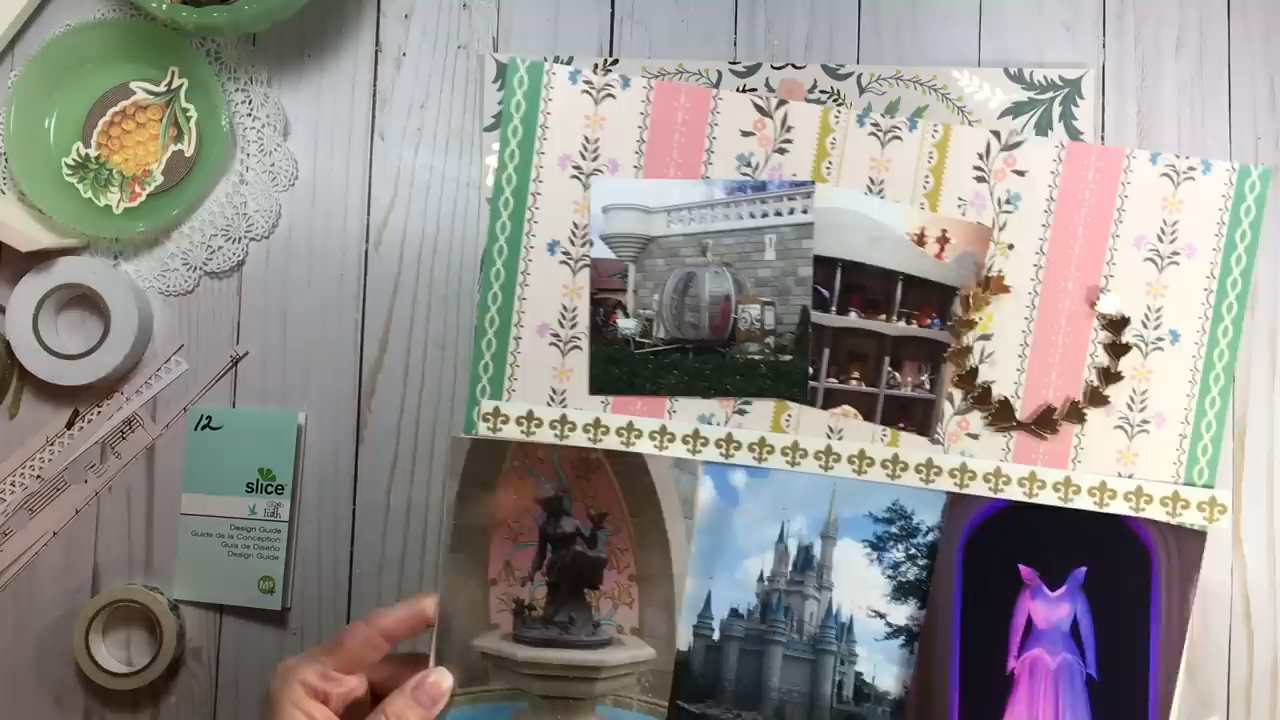 12
slice
Design Guide
Guide de la Conception
Guía de Diseño
Design Guide